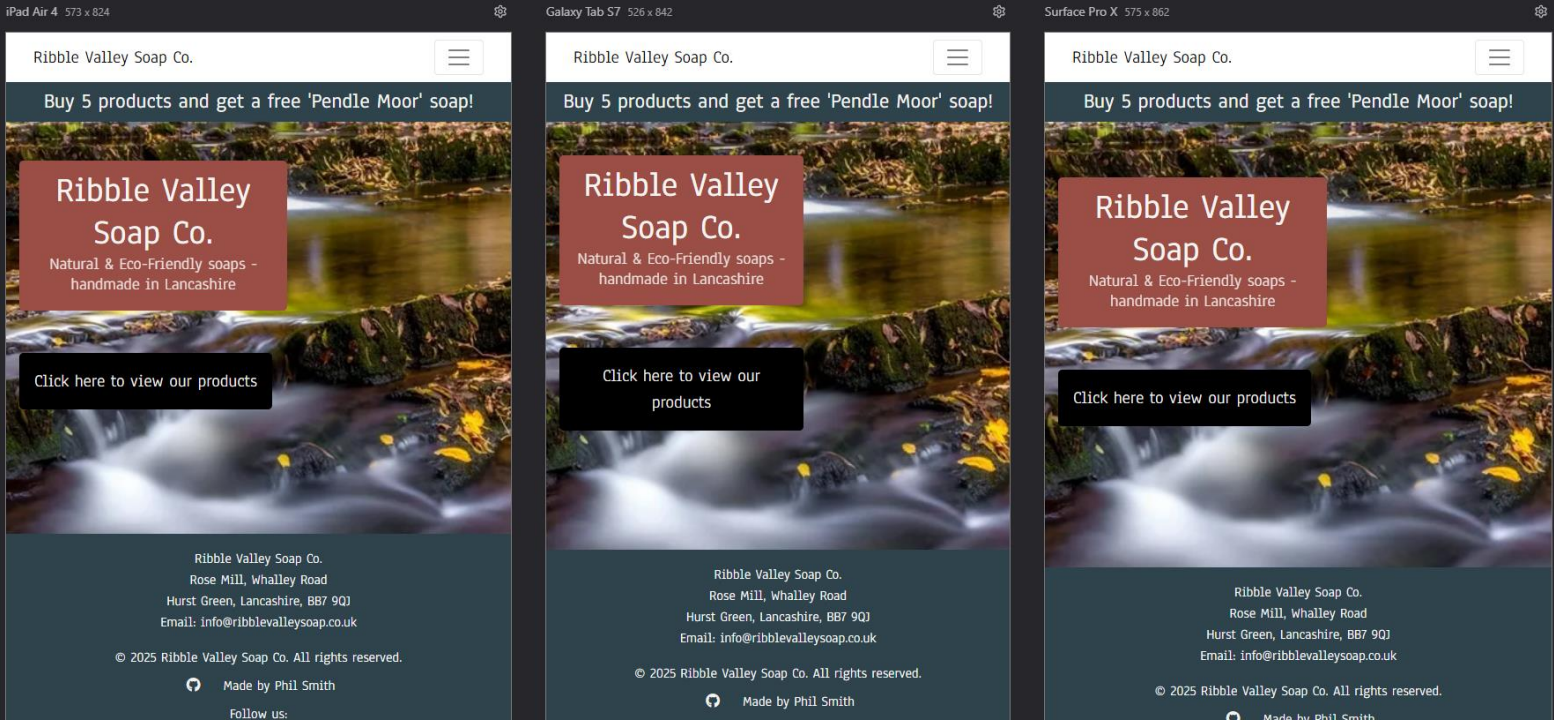 iPad Air 4 573 x 824
Ribble Valley Soap Co.
Buy 5 products and get a free 'Pendle Moor' soap!
Ribble Valley
Soap Co.
Natural & Eco-Friendly soaps -
handmade in Lancashire
Click here to view our products
Ribble Valley Soap Co.
Rose Mill, Whalley Road
Hurst Green, Lancashire, BB7 9QJ
Email: info@ribblevalleysoap.co.uk
© 2025 Ribble Valley Soap Co. All rights reserved.
Made by Phil Smith
Follow us:
Galaxy Tab S7 526 x 842
Ribble Valley Soap Co.
Buy 5 products and get a free 'Pendle Moor' soap!
Ribble Valley
Soap Co.
Natural & Eco-Friendly soaps -
handmade in Lancashire
Click here to view our
products
Ribble Valley Soap Co.
Rose Mill, Whalley Road
Hurst Green, Lancashire, BB7 9QJ
Email: info@ribblevalleysoap.co.uk
© 2025 Ribble Valley Soap Co. All rights reserved.
Made by Phil Smith
Surface Pro X 575 x 862
Ribble Valley Soap Co.
Buy 5 products and get a free 'Pendle Moor' soap!
Ribble Valley
Soap Co.
Natural & Eco-Friendly soaps -
handmade in Lancashire
Click here to view our products
Ribble Valley Soap Co.
Rose Mill, Whalley Road
Hurst Green, Lancashire, BB7 9QJ
Email: info@ribblevalleysoap.co.uk
© 2025 Ribble Valley Soap Co. All rights reserved.
Made by Phil Smith